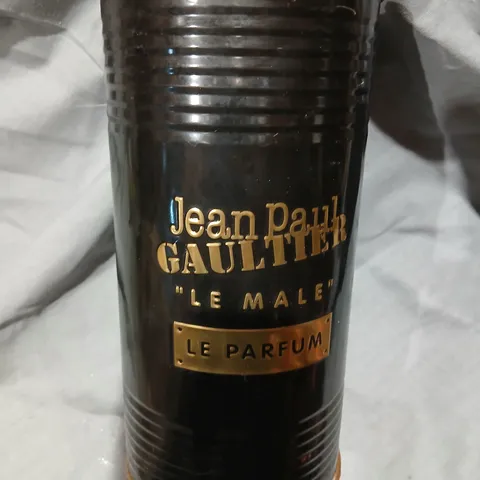 Jean Paul
GAULTIER
"LE MALE"
LE PARFUM